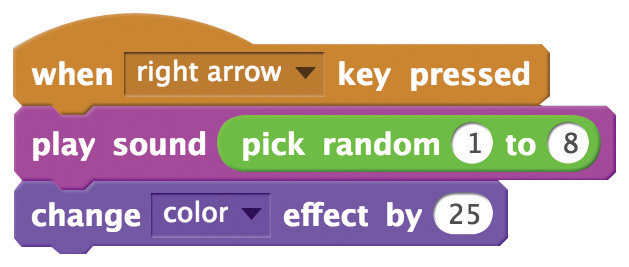 when right arrow key pressed
play sound pick random 1 to 8
change color effect by 25